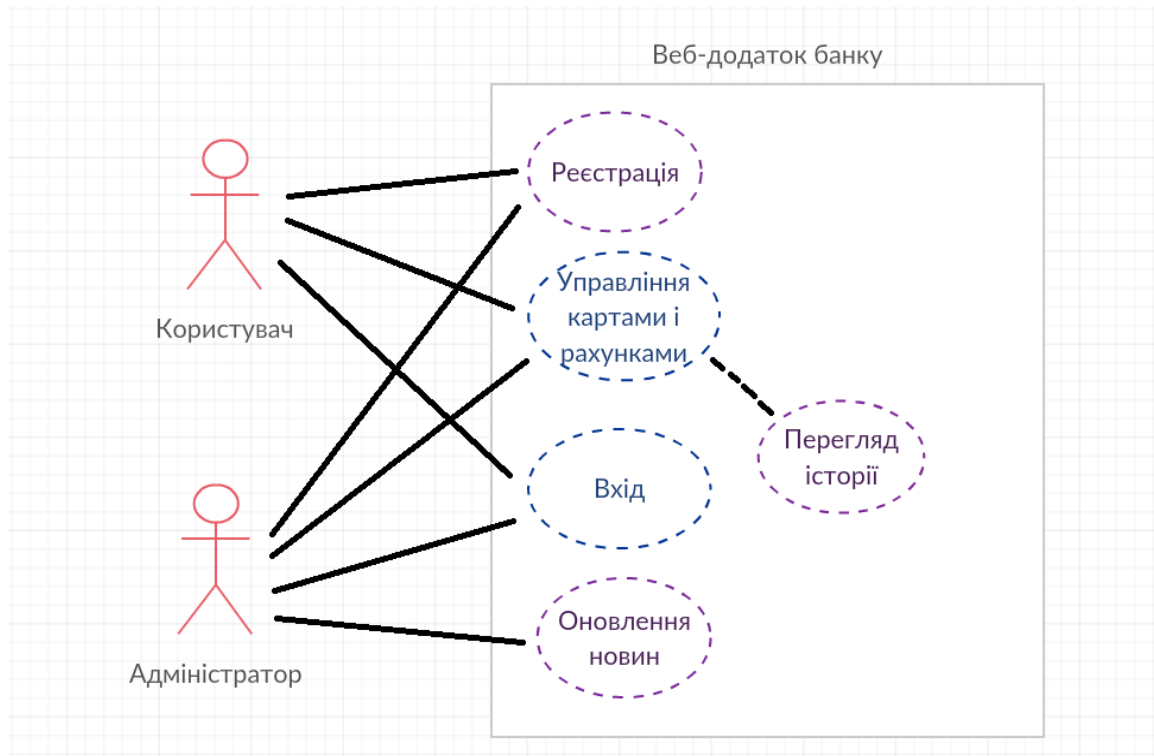 Веб-додаток банку
Реєстрація
Управління
картами і
рахунками
Користувач
Перегляд
історії
Вхід
Оновлення
новин
Адміністратор